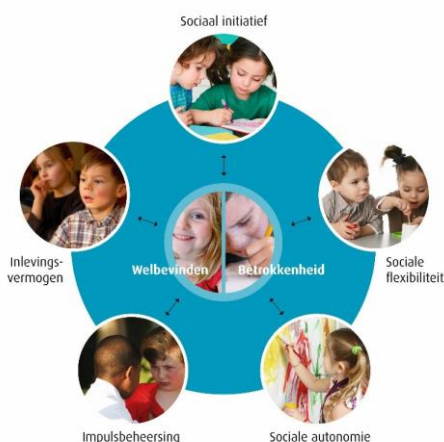 Sociaal initiatief
Inlevings-
vermogen
Welbevinden
Betrokkenheid
Sociale
flexibiliteit
Impulsbeheersing
Sociale autonomie